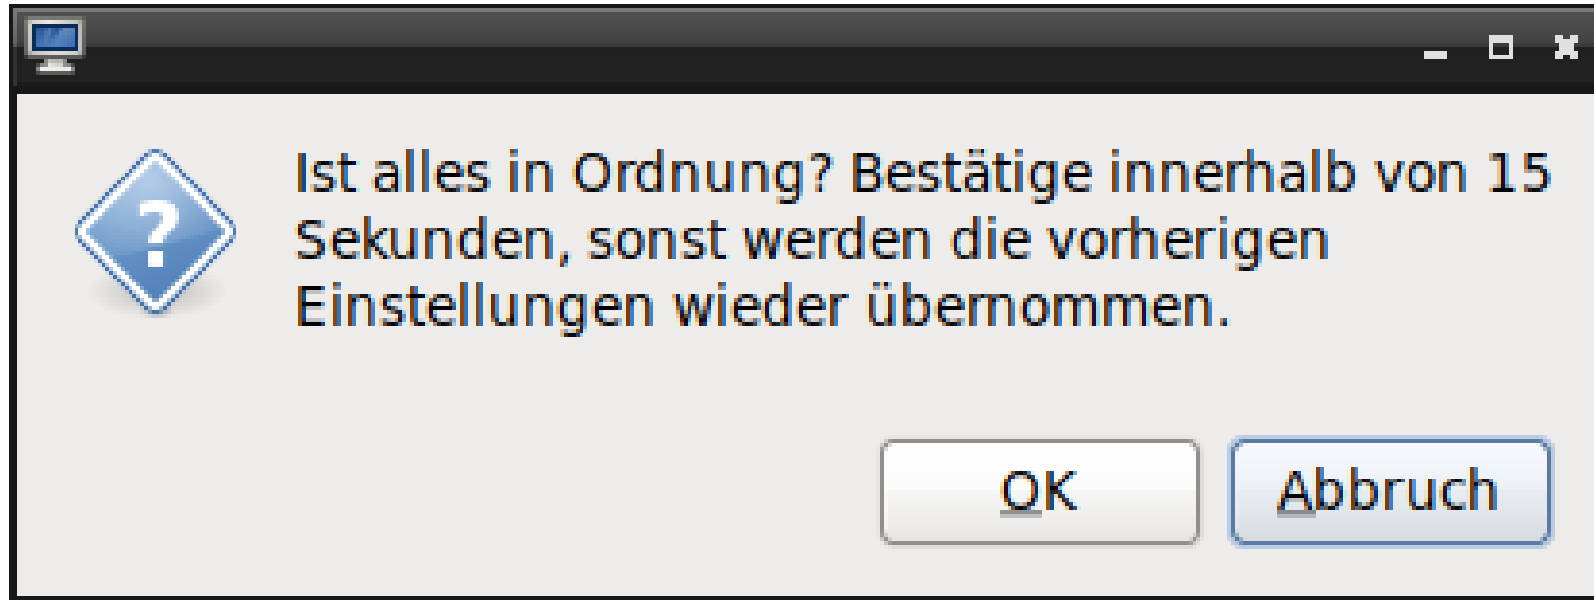 Ist alles in Ordnung? Bestätige innerhalb von 15
Sekunden, sonst werden die vorherigen
Einstellungen wieder übernommen.
OK
Abbruch